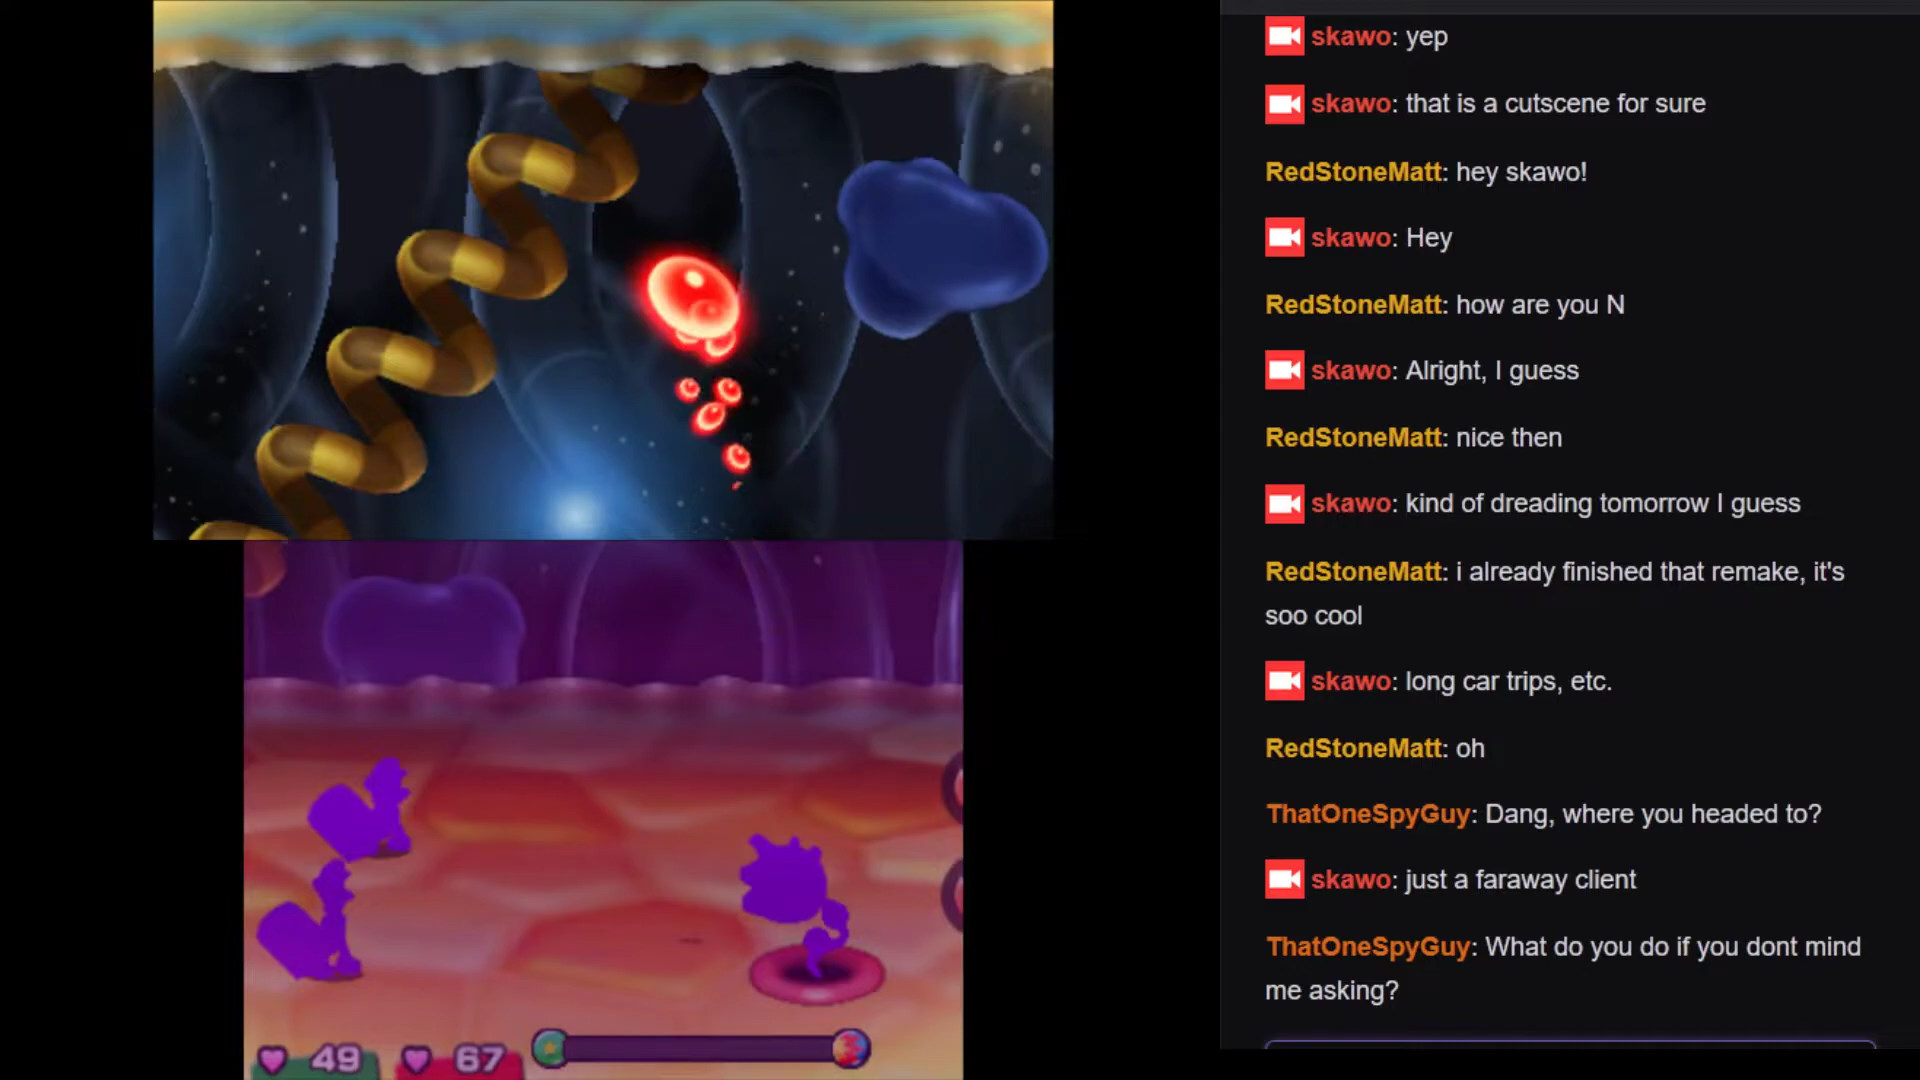 skawo: yep
skawo: that is a cutscene for sure
RedStoneMatt: hey skawo!
skawo: Hey
RedStoneMatt: how are you N
skawo: Alright, I guess
RedStoneMatt: nice then
skawo: kind of dreading tomorrow I guess
RedStoneMatt: i already finished that remake, it's
soo cool
skawo: long car trips, etc.
RedStoneMatt: oh
ThatOneSpyGuy: Dang, where you headed to?
skawo: just a faraway client
ThatOneSpyGuy: What do you do if you dont mind
me asking?
49 67